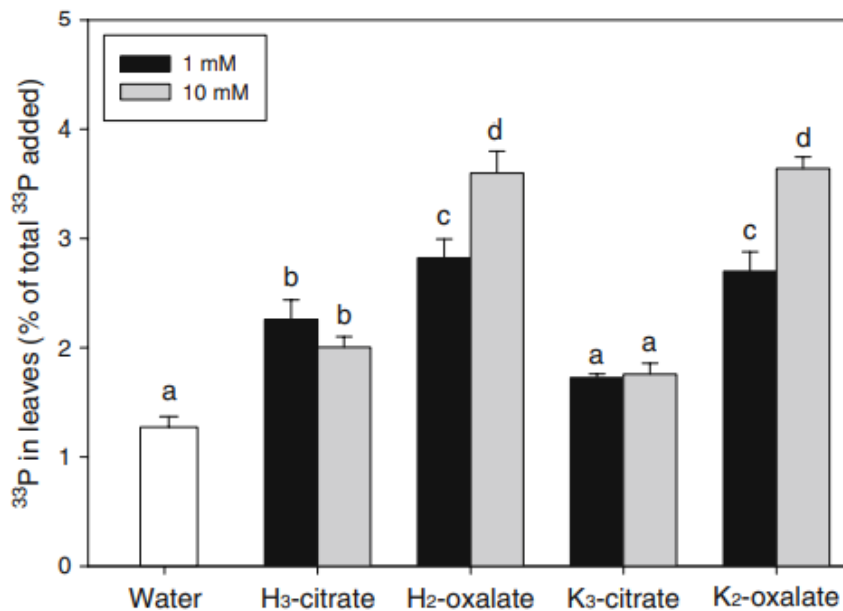 5
4
3
2
1
0
³³P in leaves (% of total ³³P added)
1 mM
10 mM
a
b
b
c
d
a
a
c
d
Water
H₃-citrate
H₂-oxalate
K₃-citrate
K₂-oxalate